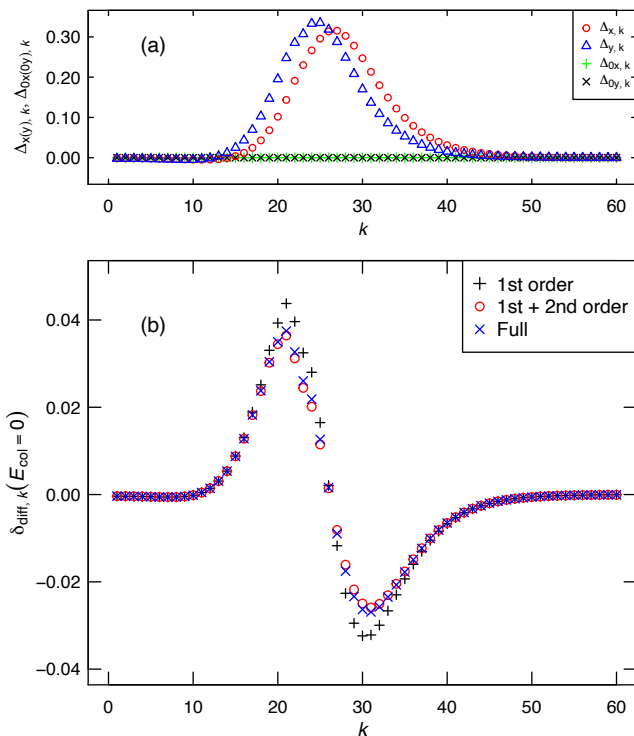 (a)
Δx, k
Δy, k
Δ0x, k
Δ0y, k
Δx(y), k, Δ0x(0y), k
0.30
0.20
0.10
0.00
0 10 20 30 40 50 60
k
(b)
1st order
1st + 2nd order
Full
δdiff, k(Ecol = 0)
0.04
0.02
0.00
−0.02
−0.04
0 10 20 30 40 50 60
k